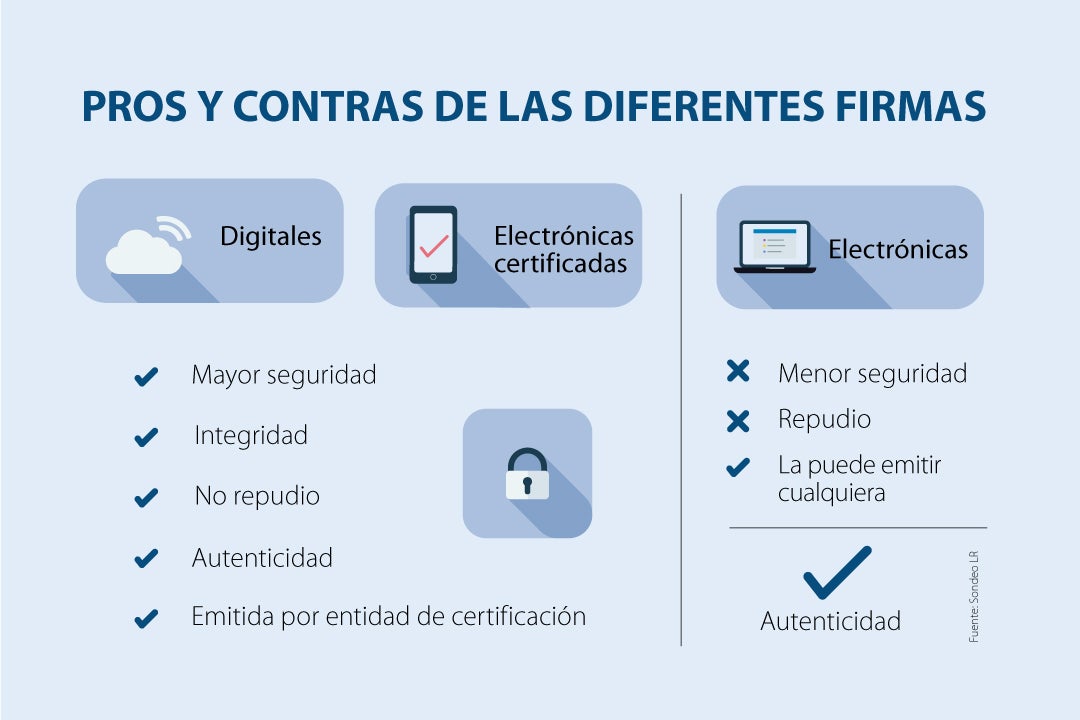 PROS Y CONTRAS DE LAS DIFERENTES FIRMAS
Digitales
Electrónicas
certificadas
Mayor seguridad
Integridad
No repudio
Autenticidad
Emitida por entidad de certificación
Electrónicas
Menor seguridad
Repudio
La puede emitir
cualquiera
Autenticidad
Fuente: Sondeo LR